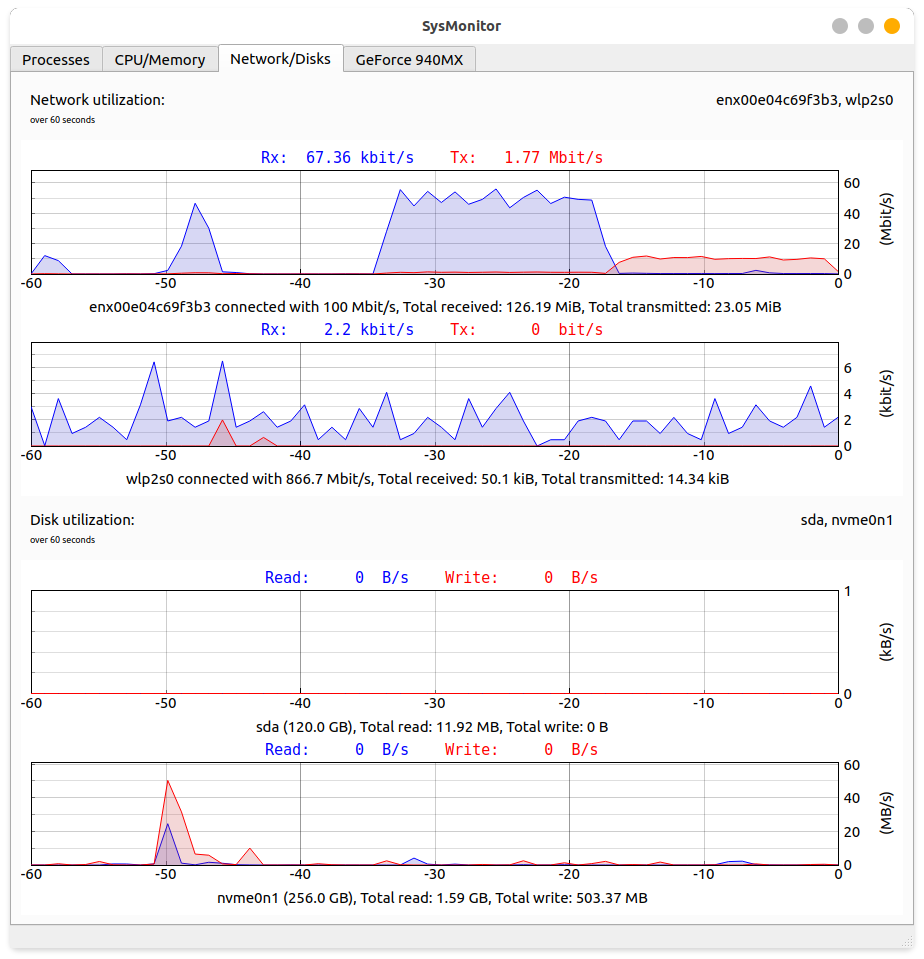 SysMonitor
Processes CPU/Memory Network/Disks GeForce 940MX
Network utilization: enx00e04c69f3b3, wlp2s0
over 60 seconds
Rx: 67.36 kbit/s Tx: 1.77 Mbit/s
60
40
20
0
(Mbit/s)
-60 -50 -40 -30 -20 -10 0
enx00e04c69f3b3 connected with 100 Mbit/s, Total received: 126.19 MiB, Total transmitted: 23.05 MiB
Rx: 2.2 kbit/s Tx: 0 bit/s
6
4
2
0
(kbit/s)
-60 -50 -40 -30 -20 -10 0
wlp2s0 connected with 866.7 Mbit/s, Total received: 50.1 kiB, Total transmitted: 14.34 kiB
Disk utilization: sda, nvme0n1
over 60 seconds
Read: 0 B/s Write: 0 B/s
1
0
(kB/s)
-60 -50 -40 -30 -20 -10 0
sda (120.0 GB), Total read: 11.92 MB, Total write: 0 B
Read: 0 B/s Write: 0 B/s
60
40
20
0
(MB/s)
-60 -50 -40 -30 -20 -10 0
nvme0n1 (256.0 GB), Total read: 1.59 GB, Total write: 503.37 MB